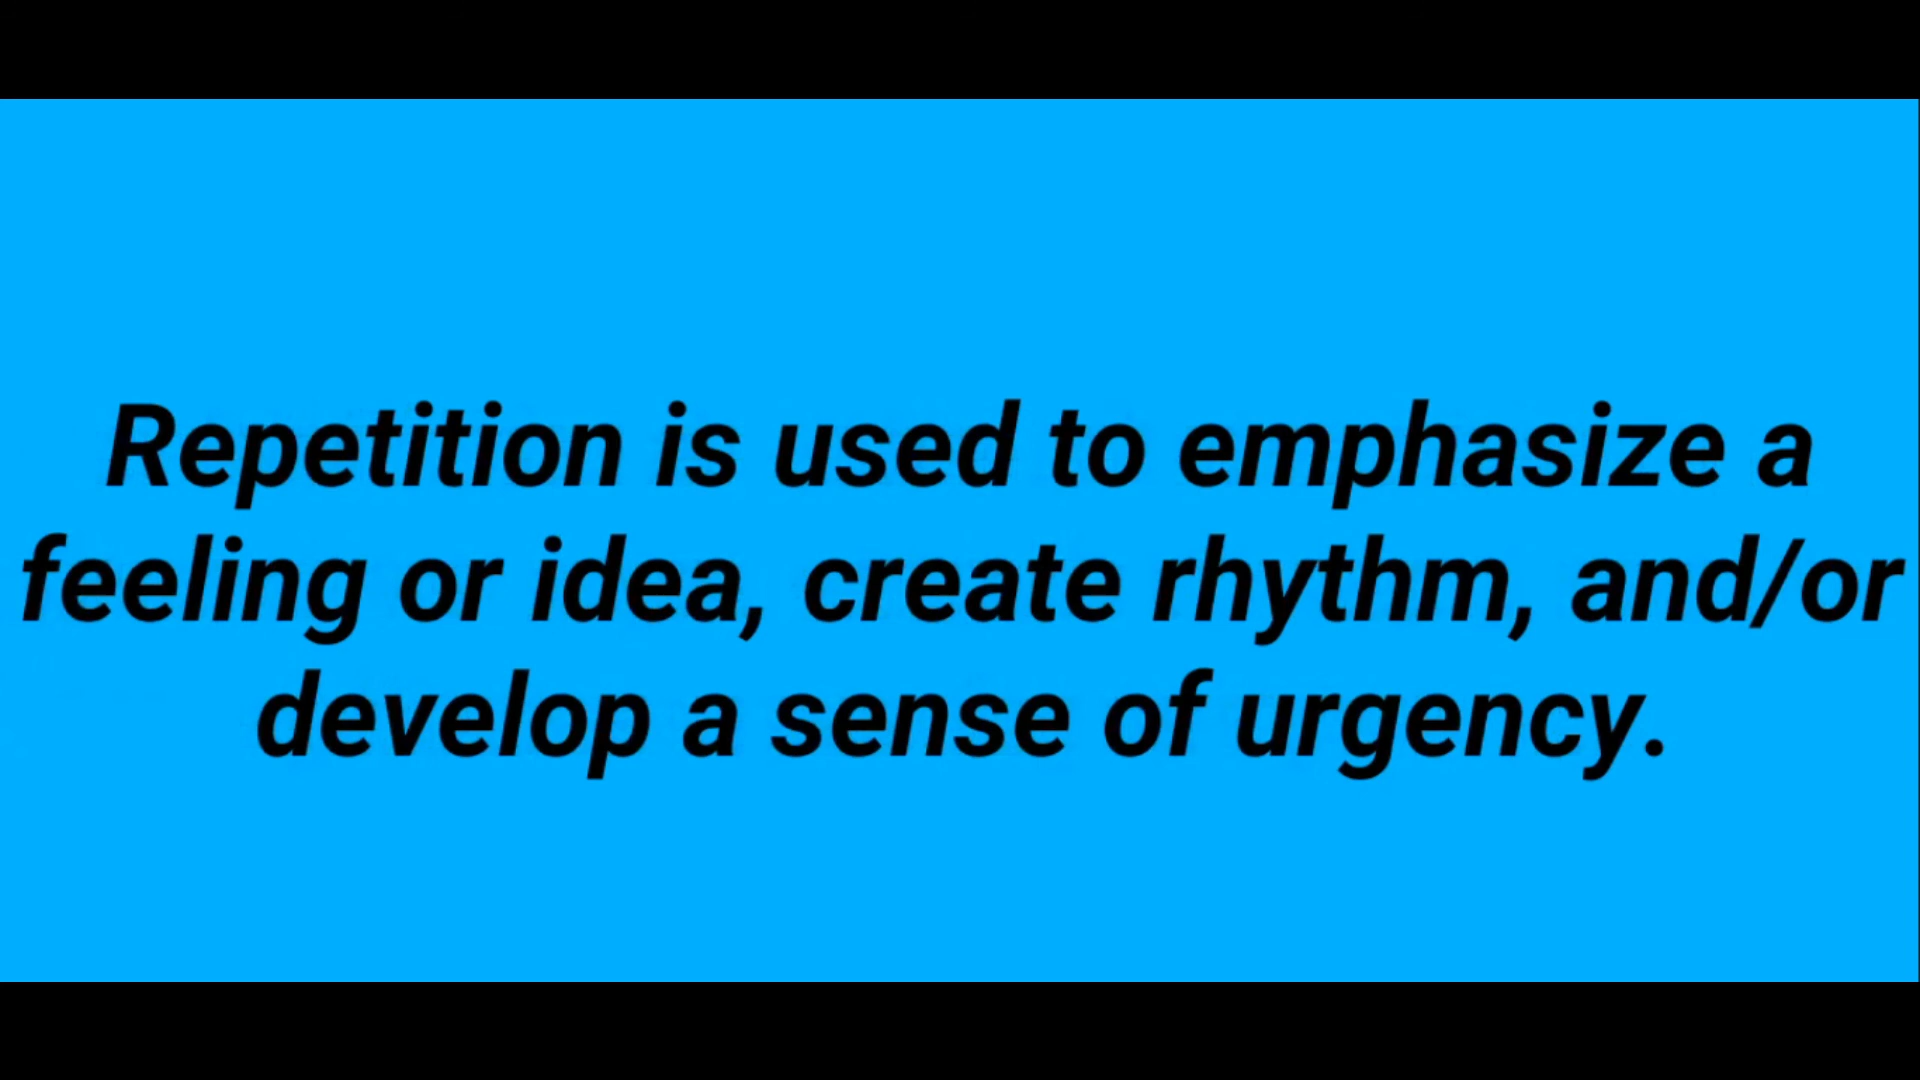 Repetition is used to emphasize a
feeling or idea, create rhythm, and/or
develop a sense of urgency.